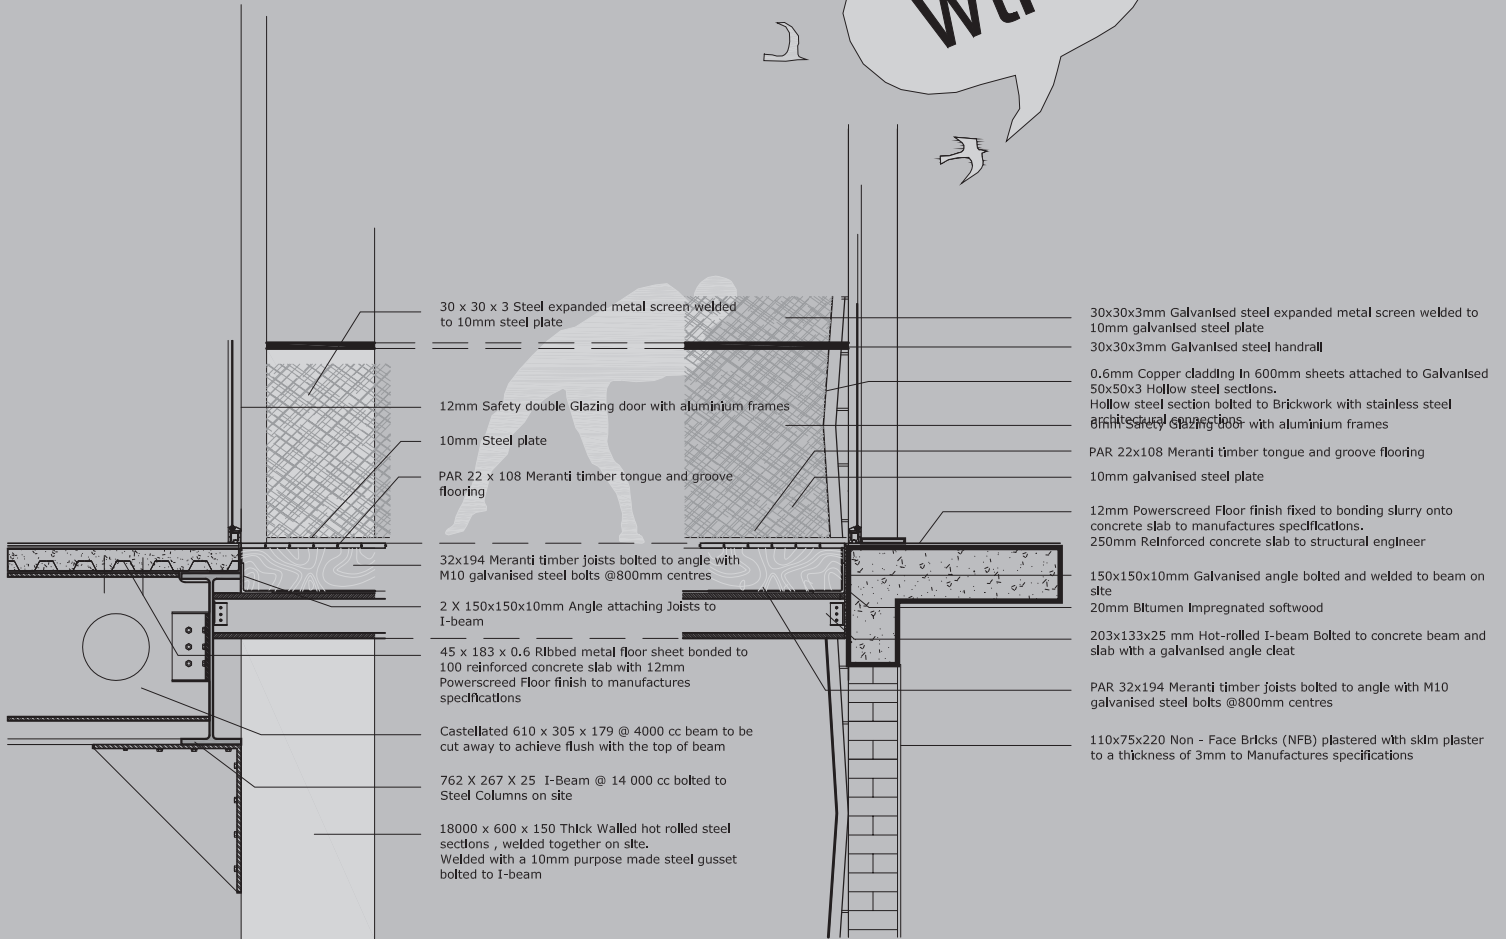 30 x 30 x 3 Steel expanded metal screen welded
to 10mm steel plate
12mm Safety double Glazing door with aluminium frames
10mm Steel plate
PAR 22 x 108 Meranti timber tongue and groove
flooring
32x194 Meranti timber joists bolted to angle with
M10 galvanised steel bolts @800mm centres
2 X 150x150x10mm Angle attaching Joists to
I-beam
45 x 183 x 0.6 Ribbed metal floor sheet bonded to
100 reinforced concrete slab with 12mm
Powerscreed Floor finish to manufactures
specifications
Castellated 610 x 305 x 179 @ 4000 cc beam to be
cut away to achieve flush with the top of beam
762 X 267 X 25 I-Beam @ 14 000 cc bolted to
Steel Columns on site
18000 x 600 x 150 Thick Walled hot rolled steel
sections , welded together on site.
Welded with a 10mm purpose made steel gusset
bolted to I-beam
30x30x3mm Galvanised steel expanded metal screen welded to
10mm galvanised steel plate
30x30x3mm Galvanised steel handrail
0.6mm Copper cladding in 600mm sheets attached to Galvanised
50x50x3 Hollow steel sections.
Hollow steel section bolted to Brickwork with stainless steel
architectural connections.
6mm Safety Glazing door with aluminium frames
PAR 22x108 Meranti timber tongue and groove flooring
10mm galvanised steel plate
12mm Powerscreed Floor finish fixed to bonding slurry onto
concrete slab to manufactures specifications.
250mm Reinforced concrete slab to structural engineer
150x150x10mm Galvanised angle bolted and welded to beam on
site
20mm Bitumen Impregnated softwood
203x133x25 mm Hot-rolled I-beam Bolted to concrete beam and
slab with a galvanised angle cleat
PAR 32x194 Meranti timber joists bolted to angle with M10
galvanised steel bolts @800mm centres
110x75x220 Non - Face Bricks (NFB) plastered with skim plaster
to a thickness of 3mm to Manufactures specifications